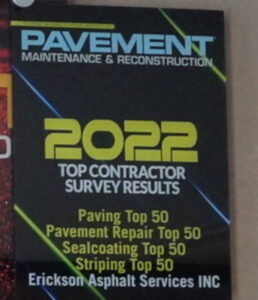 PAVEMENT
MAINTENANCE & RECONSTRUCTION
2022
TOP CONTRACTOR
SURVEY RESULTS
Paving Top 50
Pavement Repair Top 50
Sealcoating Top 50
Striping Top 50
Erickson Asphalt Services INC